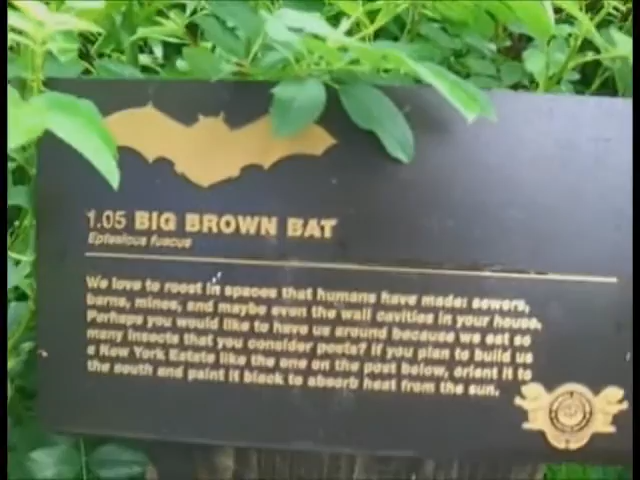 1.05 BIG BROWN BAT
Eptesicus fuscus
We love to roost in spaces that humans have made: sewers,
barns, mines, and maybe even the wall cavities in your house.
Perhaps you would like to have us around because we eat so
many insects that you consider pests? If you plan to build us
a New York Estate like the one on the post below, orient it to
the south and paint it black to absorb heat from the sun.